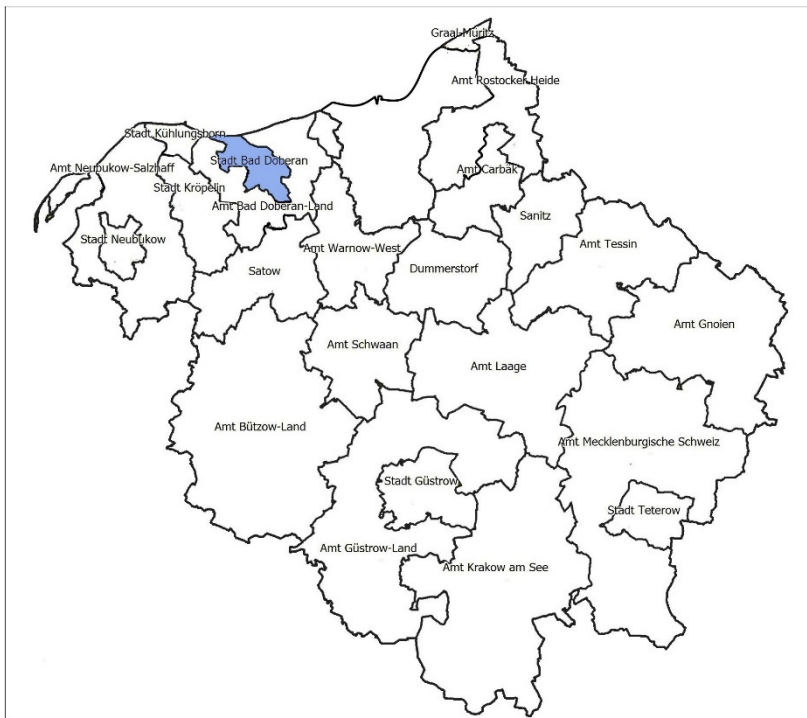 Graal-Müritz
Amt Rostocker Heide
Stadt Kühlungsborn
Stadt Bad Doberan
Amt Neubukow-Salzhaff
Amt Carbäk
Stadt Kröpelin
Amt Bad Doberan-Land
Sanitz
Stadt Neubukow
Amt Warnow-West
Amt Tessin
Satow
Dummerstorf
Amt Gnoien
Amt Schwaan
Amt Laage
Amt Bützow-Land
Amt Mecklenburgische Schweiz
Stadt Güstrow
Stadt Teterow
Amt Güstrow-Land
Amt Krakow am See